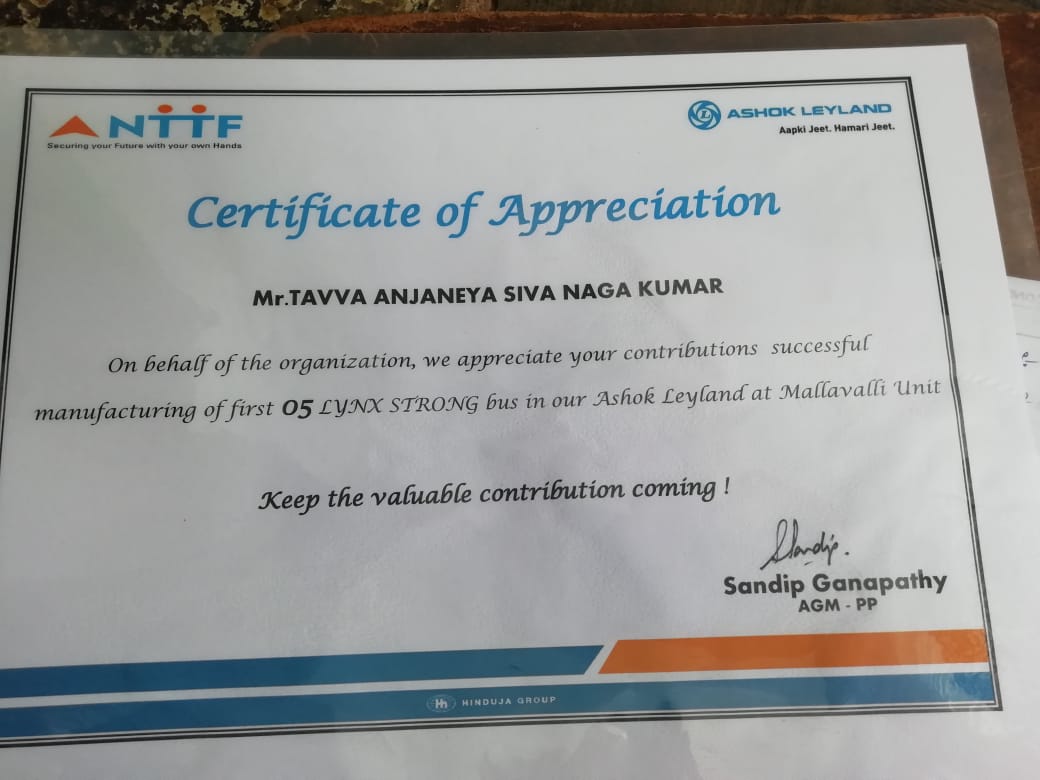 NTTF
Securing your Future with your own Hands
ASHOK LEYLAND
Aapki Jeet. Hamari Jeet.
Certificate of Appreciation
Mr.TAVVA ANJANEYA SIVA NAGA KUMAR
On behalf of the organization, we appreciate your contributions successful
manufacturing of first 05 LYNX STRONG bus in our Ashok Leyland at Mallavalli Unit
Keep the valuable contribution coming !
Sandip.
Sandip Ganapathy
AGM - PP
HINDUJA GROUP